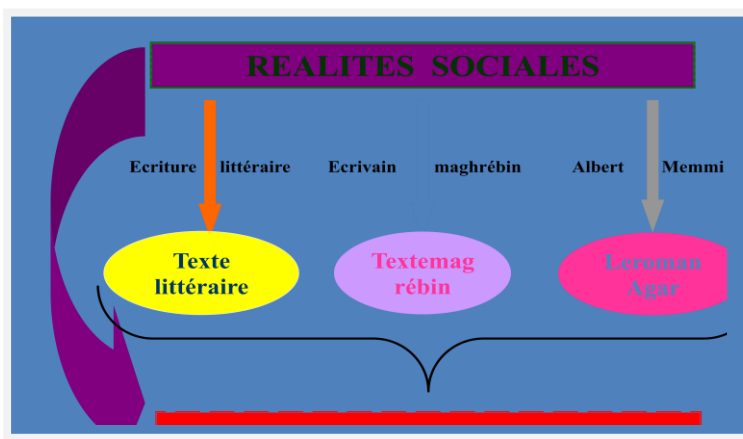 REALITES SOCIALES
Ecriture littéraire Ecrivain maghrébin Albert Memmi
Texte
littéraire
Textemag
rébin
Leroman
Agar